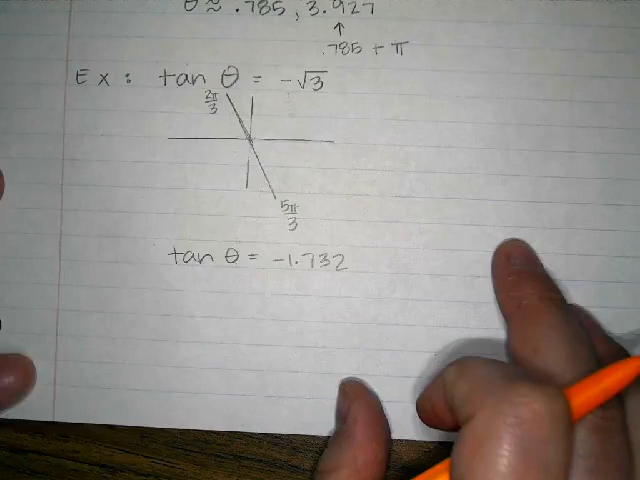 θ ≈ .785, 3.927
↑
.785 + π
Ex: tan θ = -√3
2π/3
5π/3
tan θ = -1.732